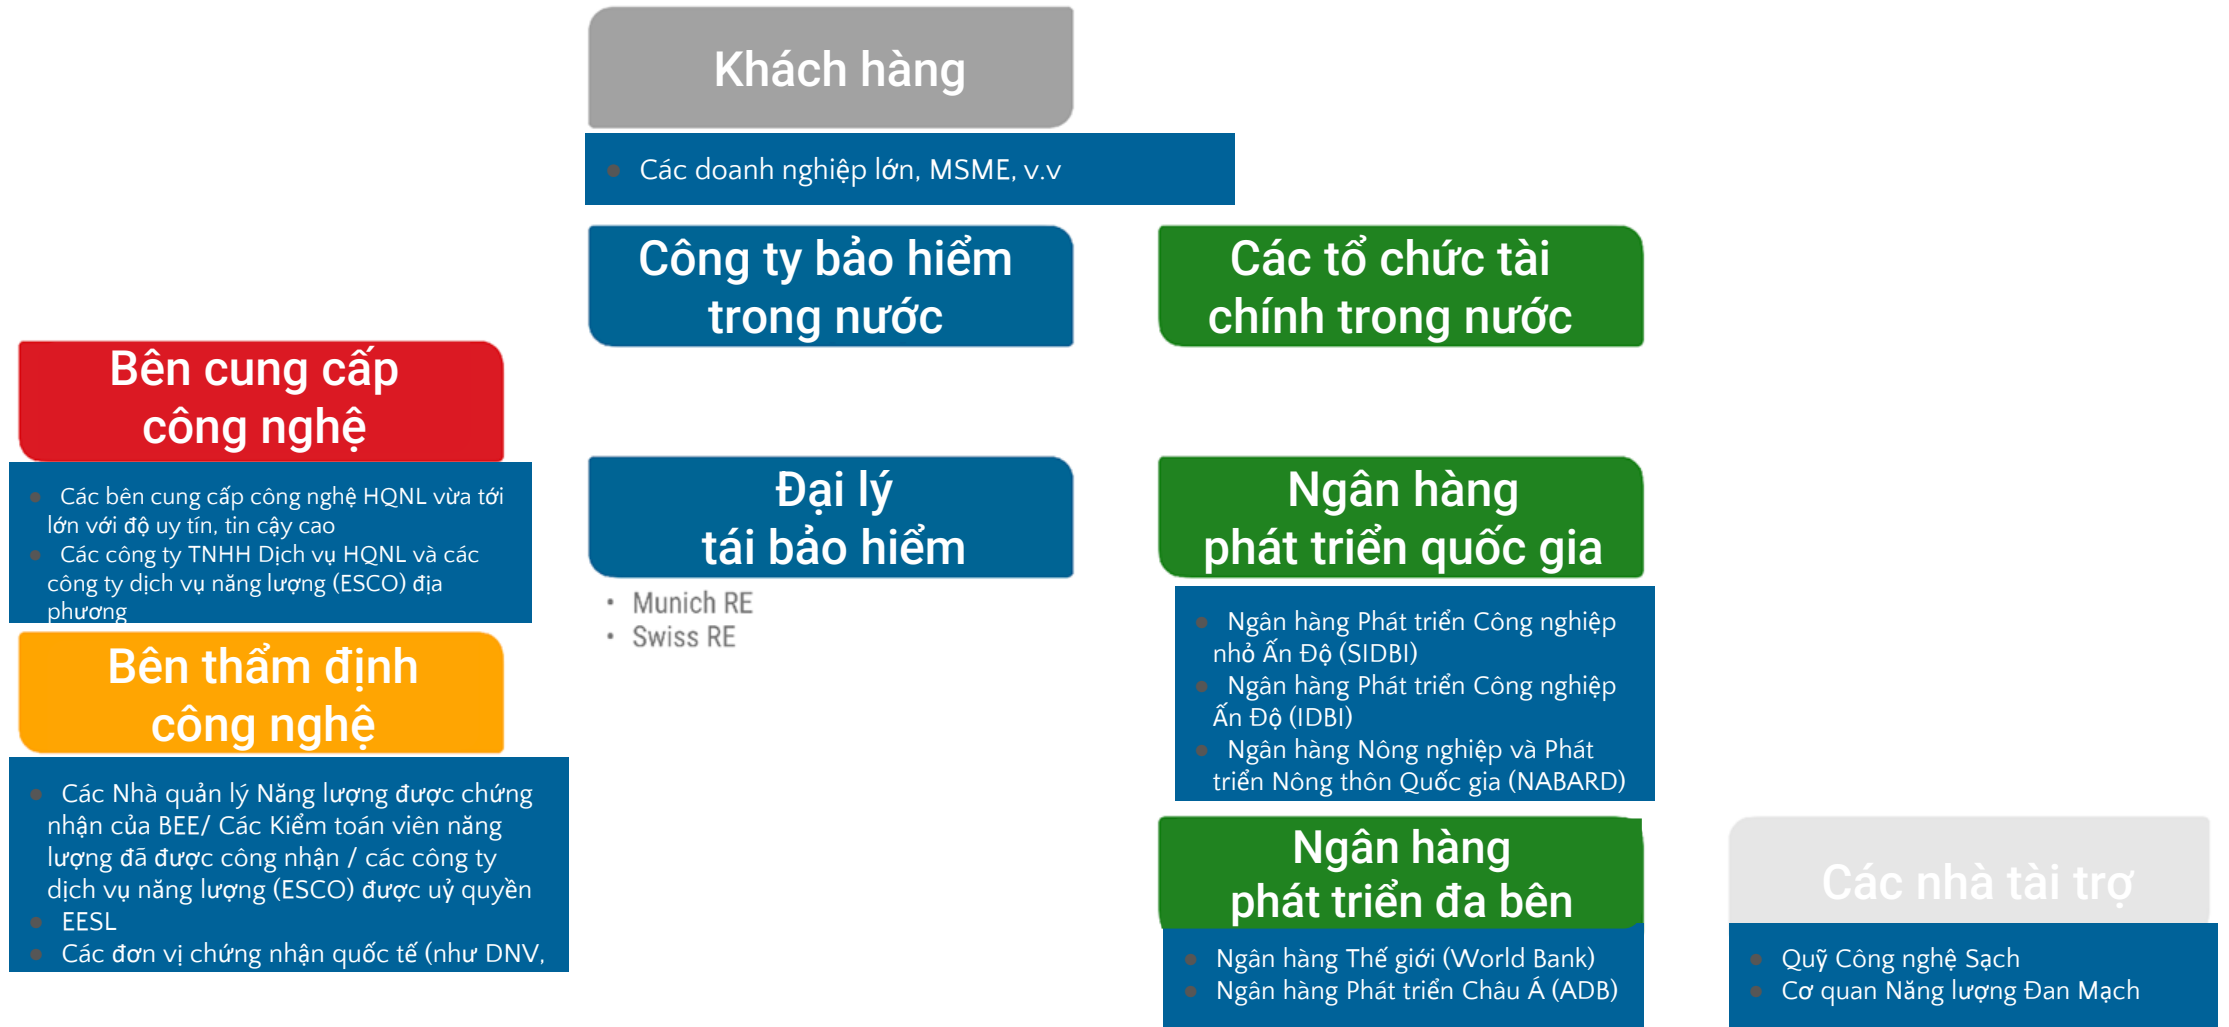 Khách hàng
• Các doanh nghiệp lớn, MSME, v.v
Công ty bảo hiểm
trong nước
Các tổ chức tài
chính trong nước
Bên cung cấp
công nghệ
• Các bên cung cấp công nghệ HQNL vừa tới
lớn với độ uy tín, tin cậy cao
• Các công ty TNHH Dịch vụ HQNL và các
công ty dịch vụ năng lượng (ESCO) địa
phương
Đại lý
tái bảo hiểm
• Munich RE
• Swiss RE
Ngân hàng
phát triển quốc gia
• Ngân hàng Phát triển Công nghiệp
nhỏ Ấn Độ (SIDBI)
• Ngân hàng Phát triển Công nghiệp
Ấn Độ (IDBI)
• Ngân hàng Nông nghiệp và Phát
triển Nông thôn Quốc gia (NABARD)
Bên thẩm định
công nghệ
• Các Nhà quản lý Năng lượng được chứng
nhận của BEE/ Các Kiểm toán viên năng
lượng đã được công nhận / các công ty
dịch vụ năng lượng (ESCO) được uỷ quyền
• EESL
• Các đơn vị chứng nhận quốc tế (như DNV,
Ngân hàng
phát triển đa bên
• Ngân hàng Thế giới (World Bank)
• Ngân hàng Phát triển Châu Á (ADB)
Các nhà tài trợ
• Quỹ Công nghệ Sạch
• Cơ quan Năng lượng Đan Mạch